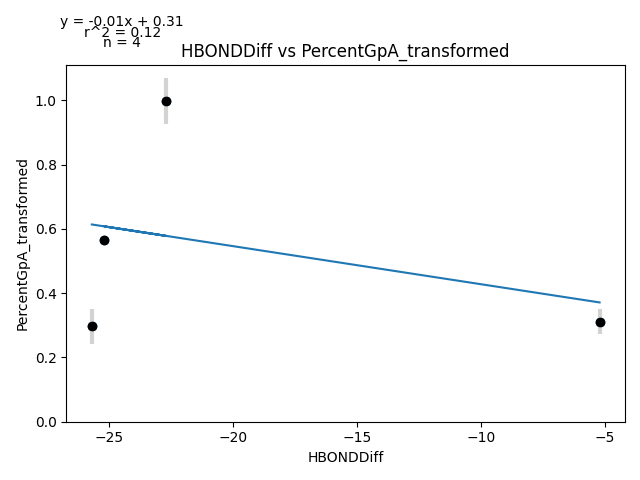 y = -0.01x + 0.31
r^2 = 0.12
n = 4
HBONDDiff vs PercentGpA_transformed
1.0
0.8
0.6
0.4
0.2
0.0
PercentGpA_transformed
−25
−20
−15
−10
−5
HBONDDiff